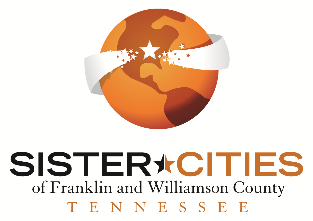 SISTER★CITIES
of Franklin and Williamson County
TENNESSEE